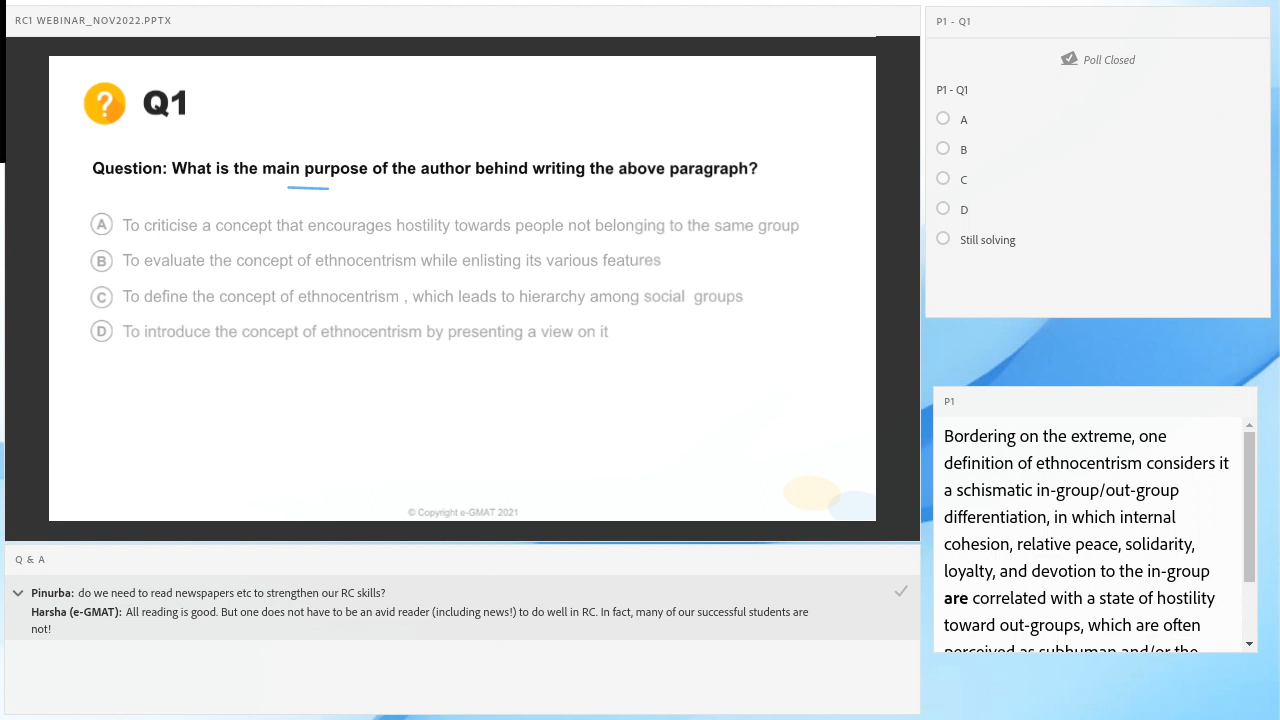 RC1 WEBINAR_NOV2022.PPTX
?
Q1
Question: What is the main purpose of the author behind writing the above paragraph?
A To criticise a concept that encourages hostility towards people not belonging to the same group
B To evaluate the concept of ethnocentrism while enlisting its various features
C To define the concept of ethnocentrism , which leads to hierarchy among social groups
D To introduce the concept of ethnocentrism by presenting a view on it
© Copyright e-GMAT 2021
Q & A
Pinurba: do we need to read newspapers etc to strengthen our RC skills?
Harsha (e-GMAT): All reading is good. But one does not have to be an avid reader (including news!) to do well in RC. In fact, many of our successful students are
not!
P1 - Q1
Poll Closed
P1 - Q1
A
B
C
D
Still solving
P1
Bordering on the extreme, one
definition of ethnocentrism considers it
a schismatic in-group/out-group
differentiation, in which internal
cohesion, relative peace, solidarity,
loyalty, and devotion to the in-group
are correlated with a state of hostility
toward out-groups, which are often
perceived as subhuman and/or the